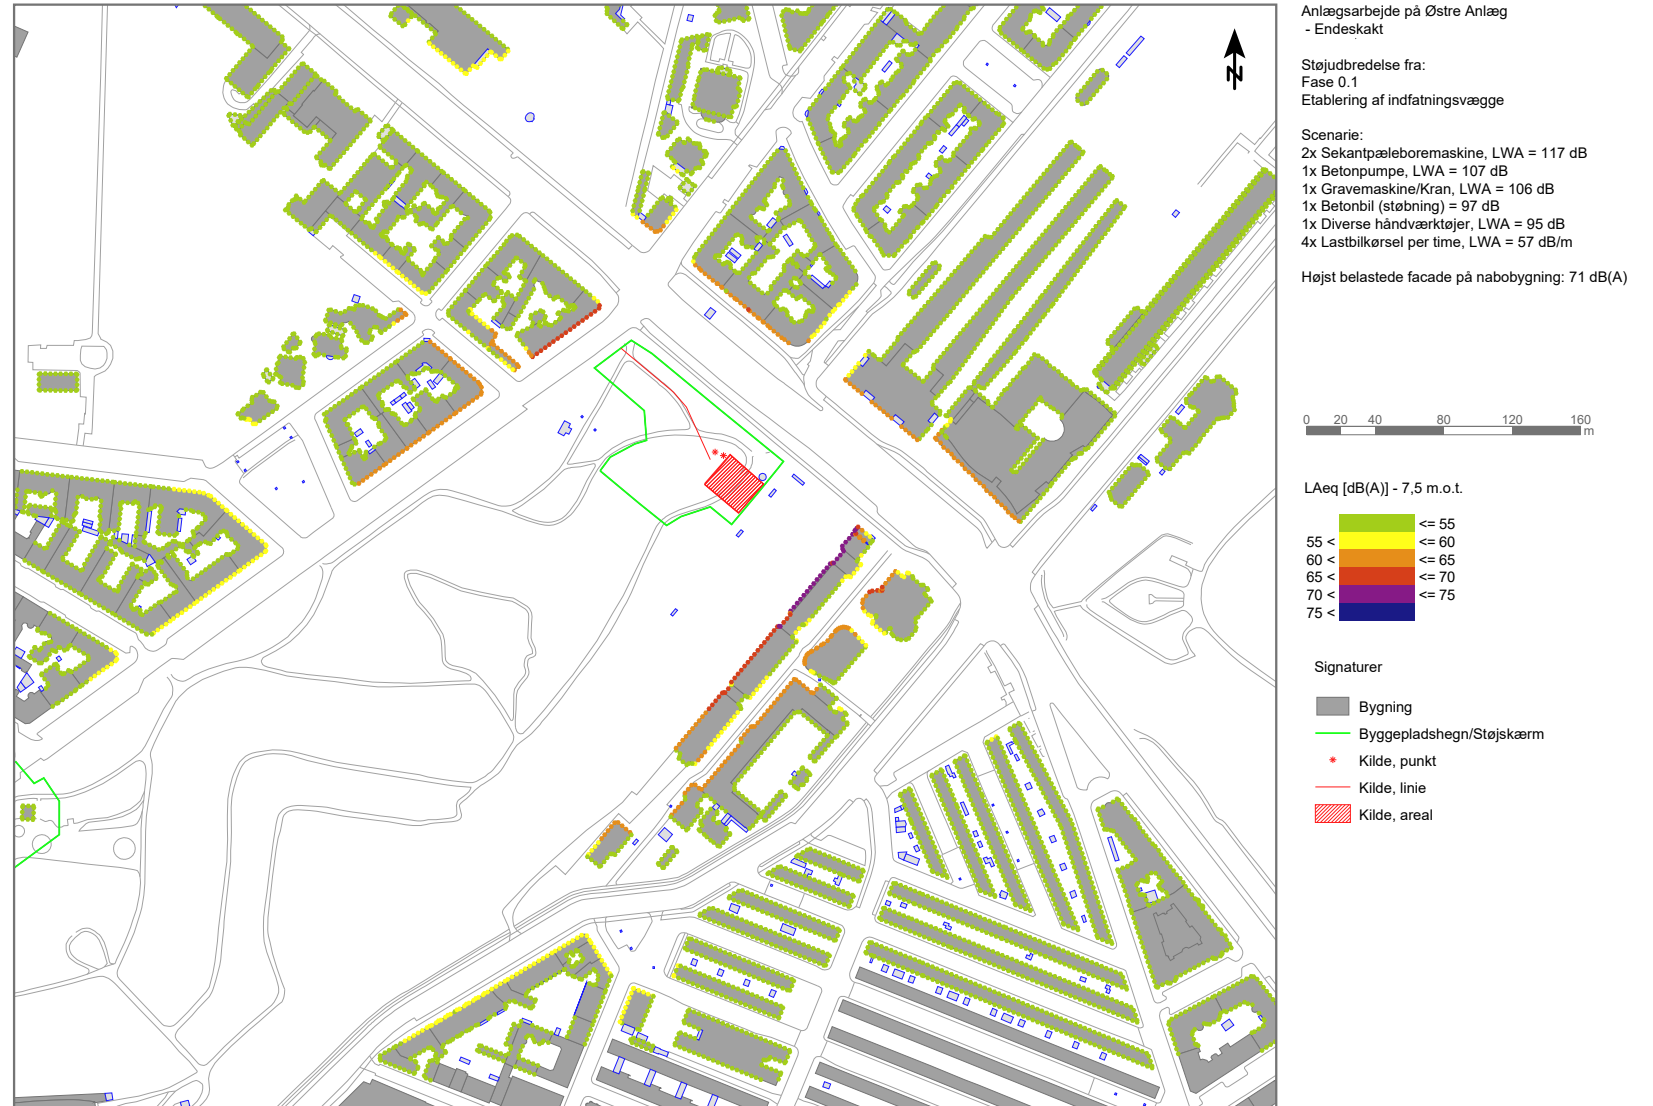 Anlægsarbejde på Østre Anlæg
- Endeskakt
Støjudbredelse fra:
Fase 0.1
Etablering af indfatningsvægge
Scenarie:
2x Sekantpæleboremaskine, LWA = 117 dB
1x Betonpumpe, LWA = 107 dB
1x Gravemaskine/Kran, LWA = 106 dB
1x Betonbil (støbning) = 97 dB
1x Diverse håndværktøjer, LWA = 95 dB
4x Lastbilkørsel per time, LWA = 57 dB/m
Højst belastede facade på nabobygning: 71 dB(A)
N
0 20 40 80 120 160
m
LAeq [dB(A)] - 7,5 m.o.t.
<= 55
55 < <= 60
60 < <= 65
65 < <= 70
70 < <= 75
75 <
Signaturer
Bygning
Byggepladshegn/Støjskærm
Kilde, punkt
Kilde, linie
Kilde, areal